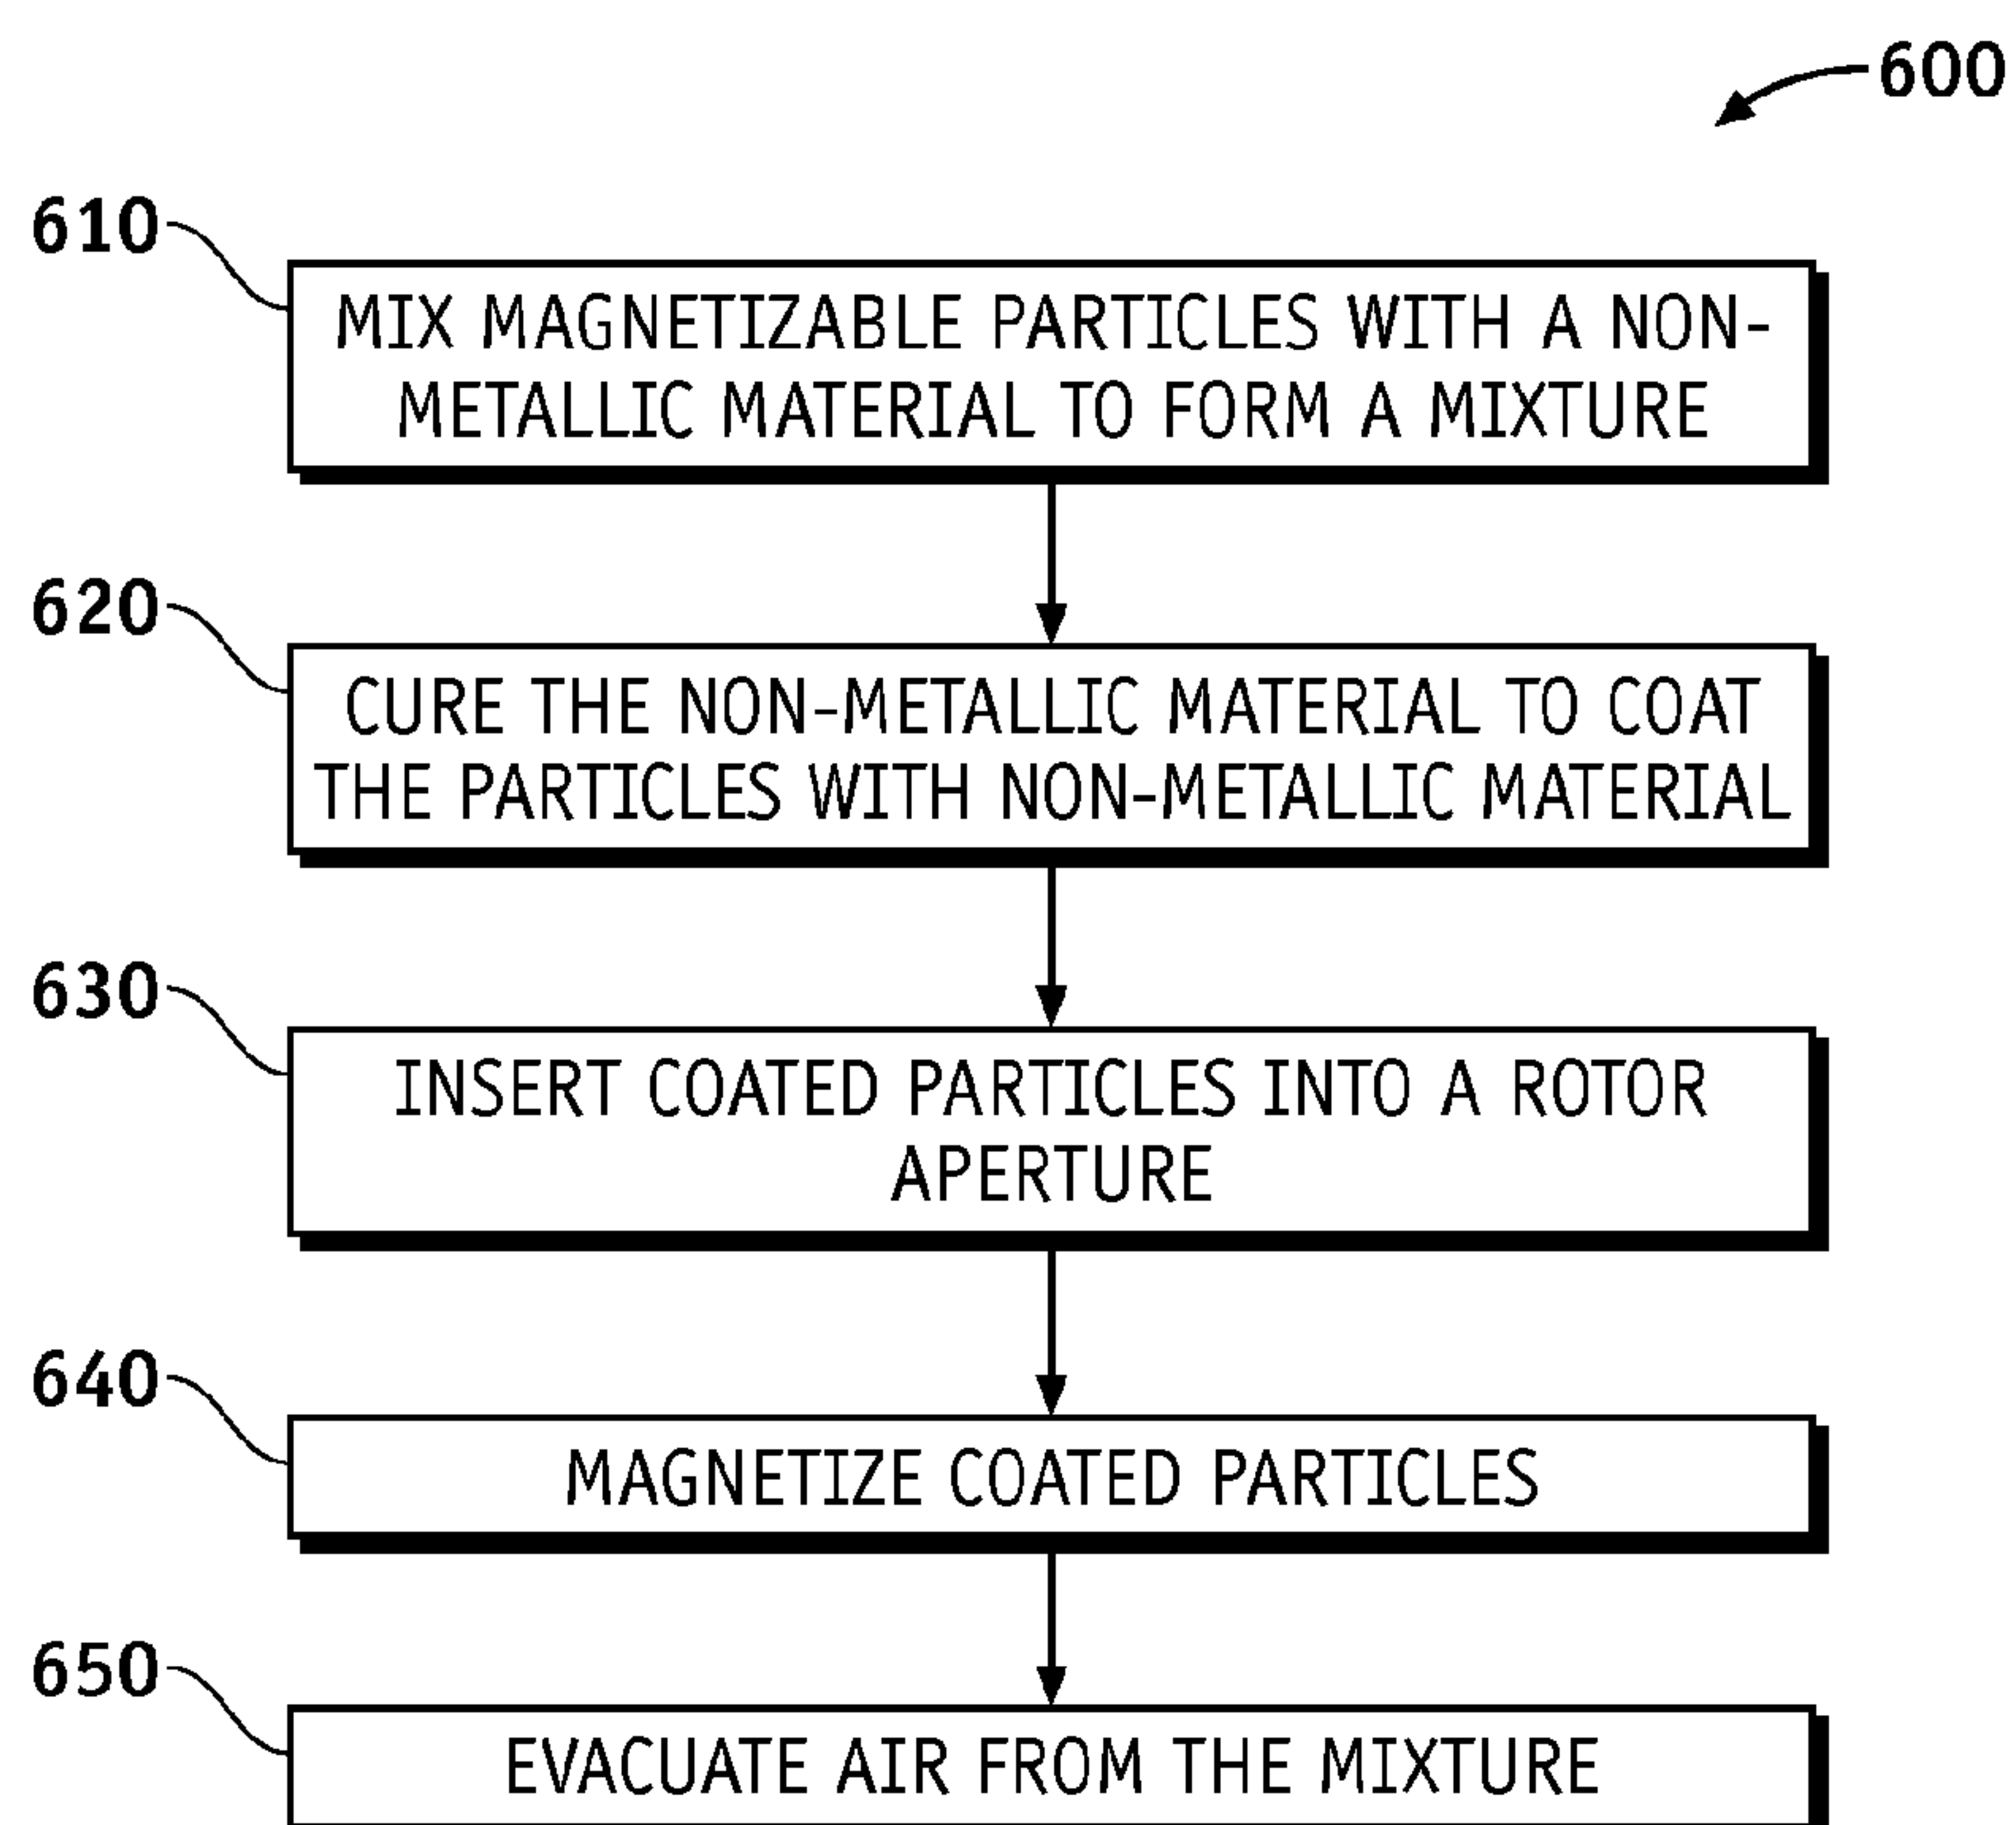 600
610
MIX MAGNETIZABLE PARTICLES WITH A NON-
METALLIC MATERIAL TO FORM A MIXTURE
620
CURE THE NON-METALLIC MATERIAL TO COAT
THE PARTICLES WITH NON-METALLIC MATERIAL
630
INSERT COATED PARTICLES INTO A ROTOR
APERTURE
640
MAGNETIZE COATED PARTICLES
650
EVACUATE AIR FROM THE MIXTURE